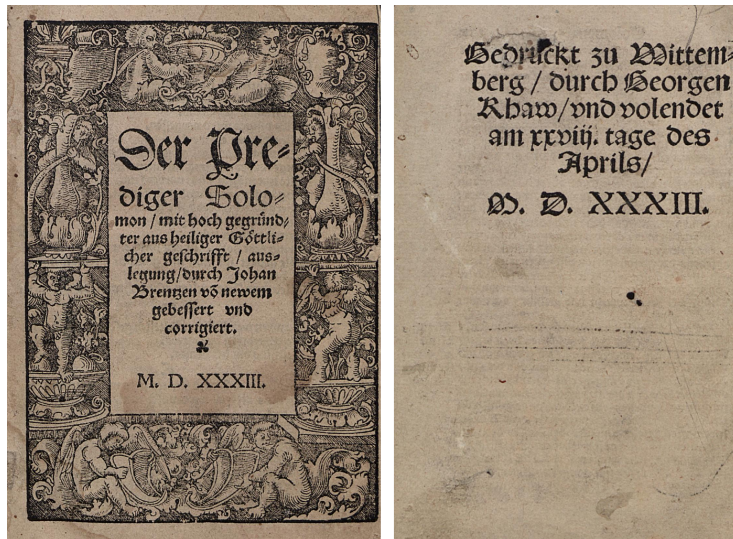 Der Pre⸗
diger Solo⸗
mon / mit hoch gegründ⸗
ter aus heiliger Göttli⸗
cher geschrifft / aus⸗
legung/durch Johan
Brentzen vō newem
gebessert vnd
corrigiert.
M. D. XXXIII.
Gedruckt zu Wittem⸗
berg / durch Georgen
Rhaw/vnd volendet
am xxviij. tage des
Aprils/
M. D. XXXIII.